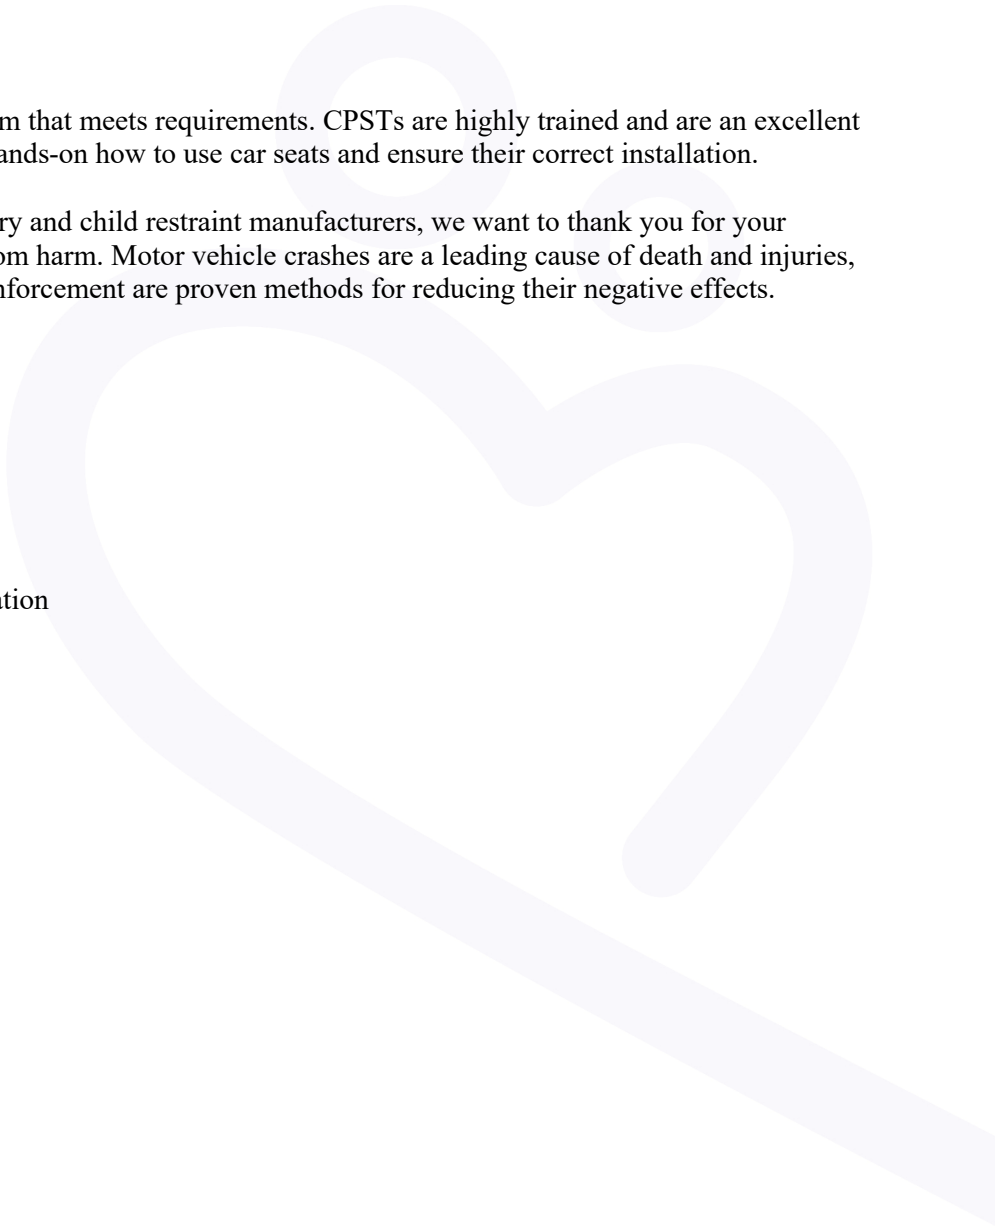 m that meets requirements. CPSTs are highly trained and are an excellent
ands-on how to use car seats and ensure their correct installation.
ry and child restraint manufacturers, we want to thank you for your
om harm. Motor vehicle crashes are a leading cause of death and injuries,
nforcement are proven methods for reducing their negative effects.
ation